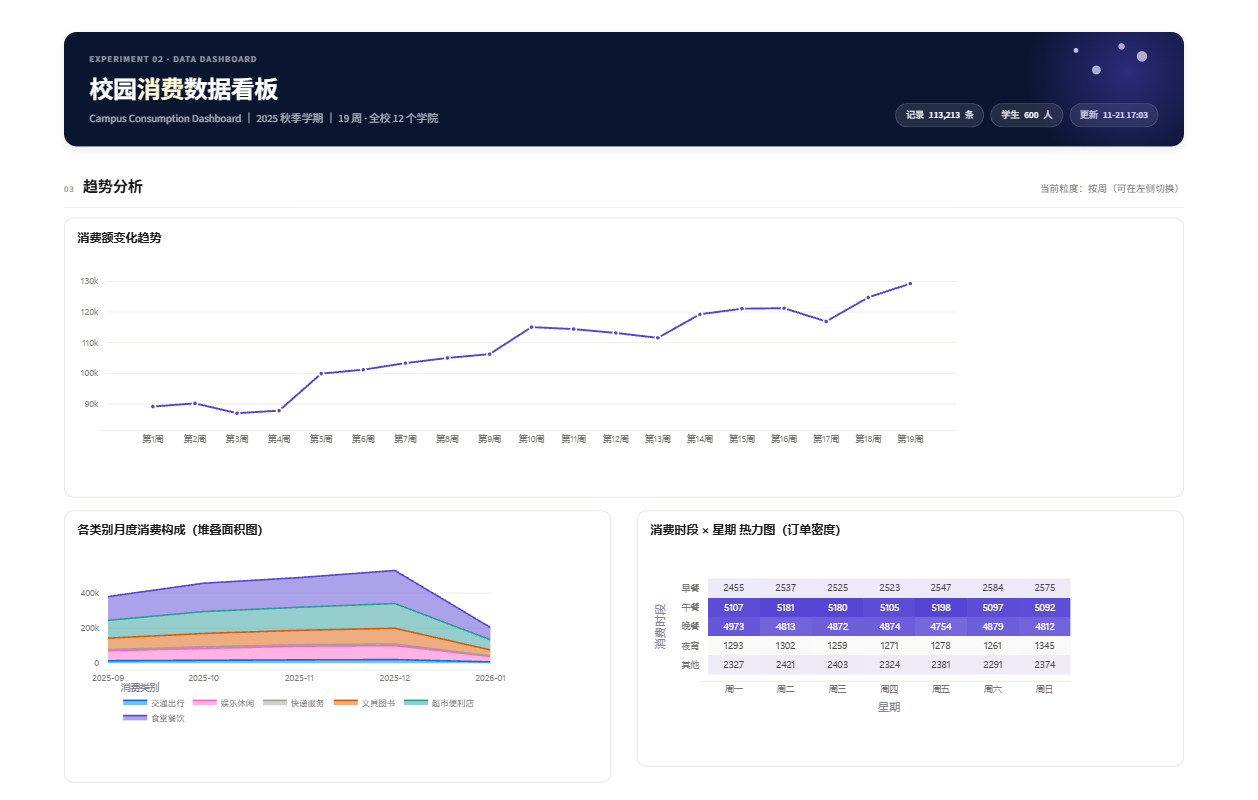 EXPERIMENT 02 · DATA DASHBOARD
校园消费数据看板
Campus Consumption Dashboard | 2025 秋季学期 | 19 周 · 全校 12 个学院
记录 113,213 条 学生 600 人 更新 11-21 17:03
03 趋势分析
当前粒度：按周（可在左侧切换）
消费额变化趋势
130k
120k
110k
100k
90k
第1周 第2周 第3周 第4周 第5周 第6周 第7周 第8周 第9周 第10周 第11周 第12周 第13周 第14周 第15周 第16周 第17周 第18周 第19周
各类别月度消费构成（堆叠面积图）
400k
200k
0
2025-09 2025-10 2025-11 2025-12 2026-01
消费类别
交通出行 娱乐休闲 快递服务 文具图书 超市便利店
食堂餐饮
消费时段 × 星期 热力图（订单密度）
消费时段
早餐 2455 2537 2525 2523 2547 2584 2575
午餐 5107 5181 5180 5105 5198 5097 5092
晚餐 4973 4813 4872 4874 4754 4879 4812
夜宵 1293 1302 1259 1271 1278 1261 1345
其他 2327 2421 2403 2324 2381 2291 2374
周一 周二 周三 周四 周五 周六 周日
星期